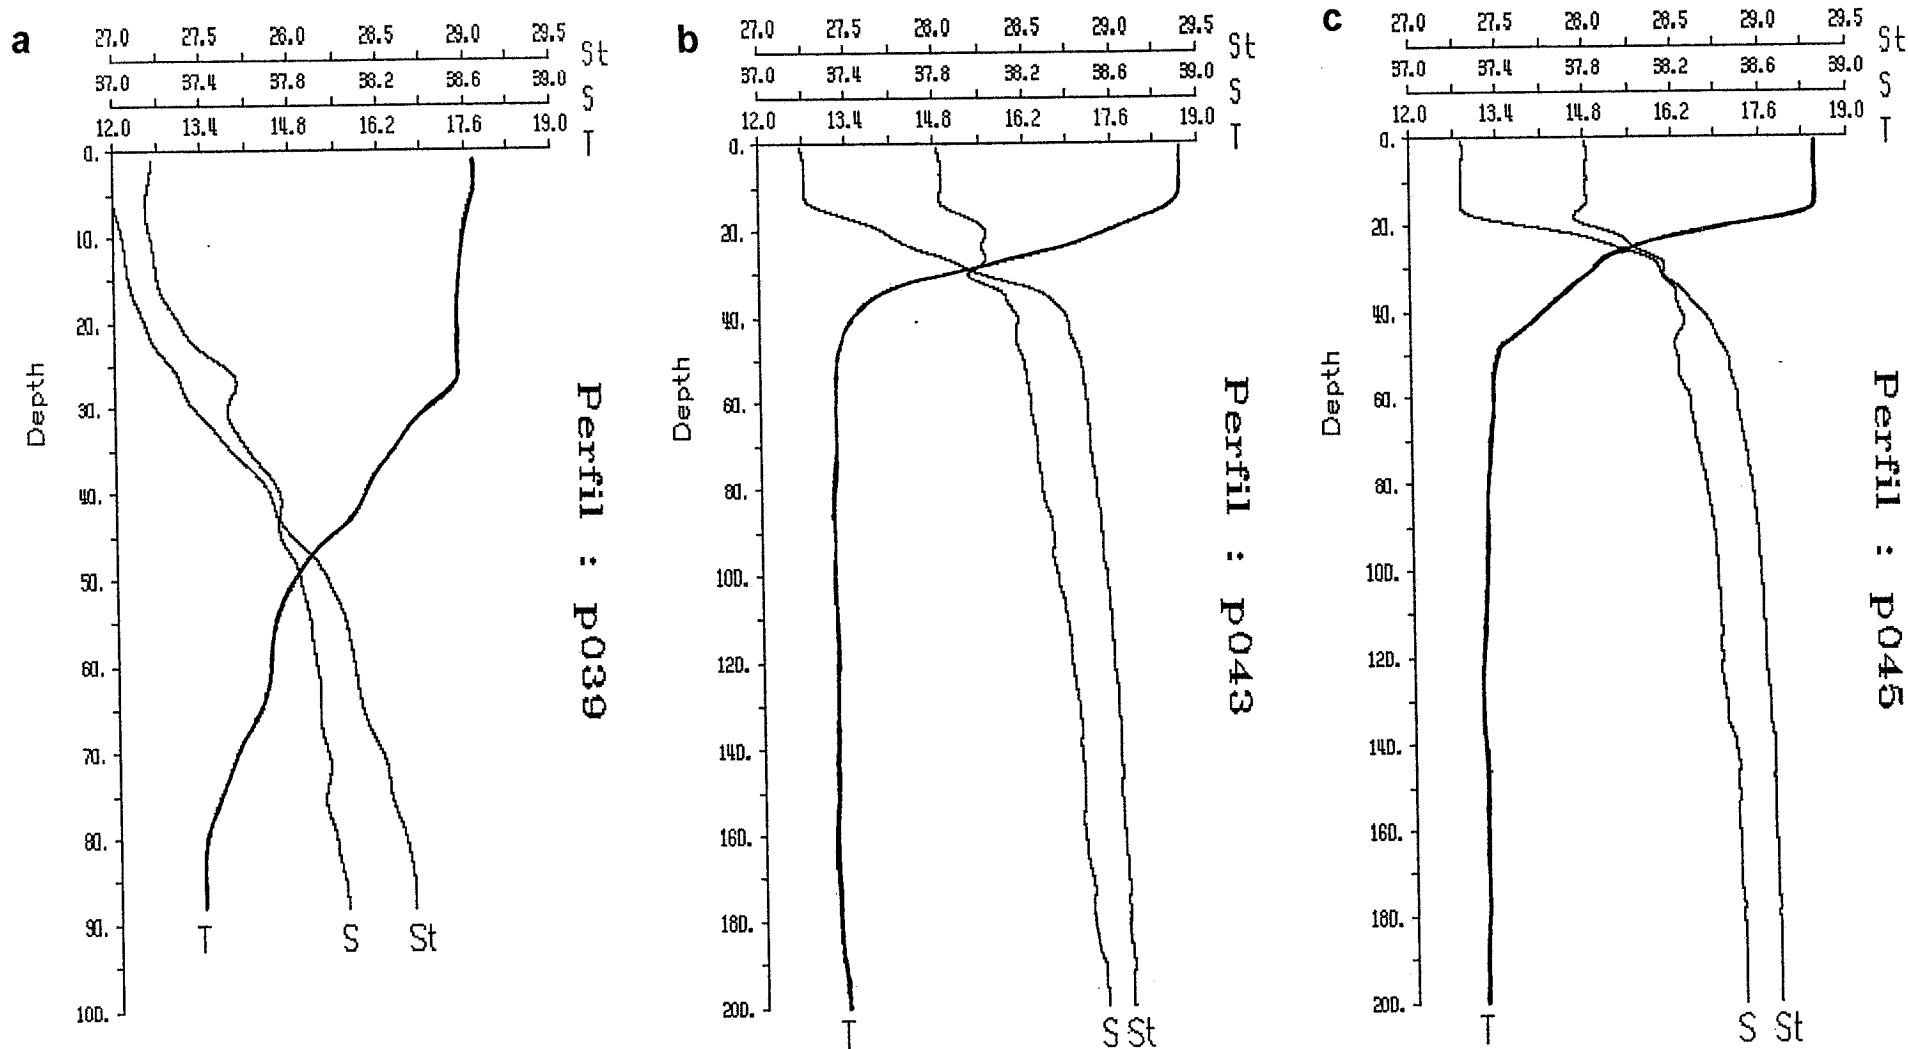 a
27.0 27.5 28.0 28.5 29.0 29.5 St
37.0 37.4 37.8 38.2 38.6 39.0 S
12.0 13.4 14.8 16.2 17.6 19.0 T
0.
10.
20.
30.
40.
50.
60.
70.
80.
90.
100.
Depth
T S St
Perfil : p039
b
27.0 27.5 28.0 28.5 29.0 29.5 St
37.0 37.4 37.8 38.2 38.6 39.0 S
12.0 13.4 14.8 16.2 17.6 19.0 T
0.
20.
40.
60.
80.
100.
120.
140.
160.
180.
200.
Depth
T S St
Perfil : p043
c
27.0 27.5 28.0 28.5 29.0 29.5 St
37.0 37.4 37.8 38.2 38.6 39.0 S
12.0 13.4 14.8 16.2 17.6 19.0 T
0.
20.
40.
60.
80.
100.
120.
140.
160.
180.
200.
Depth
T S St
Perfil : p045